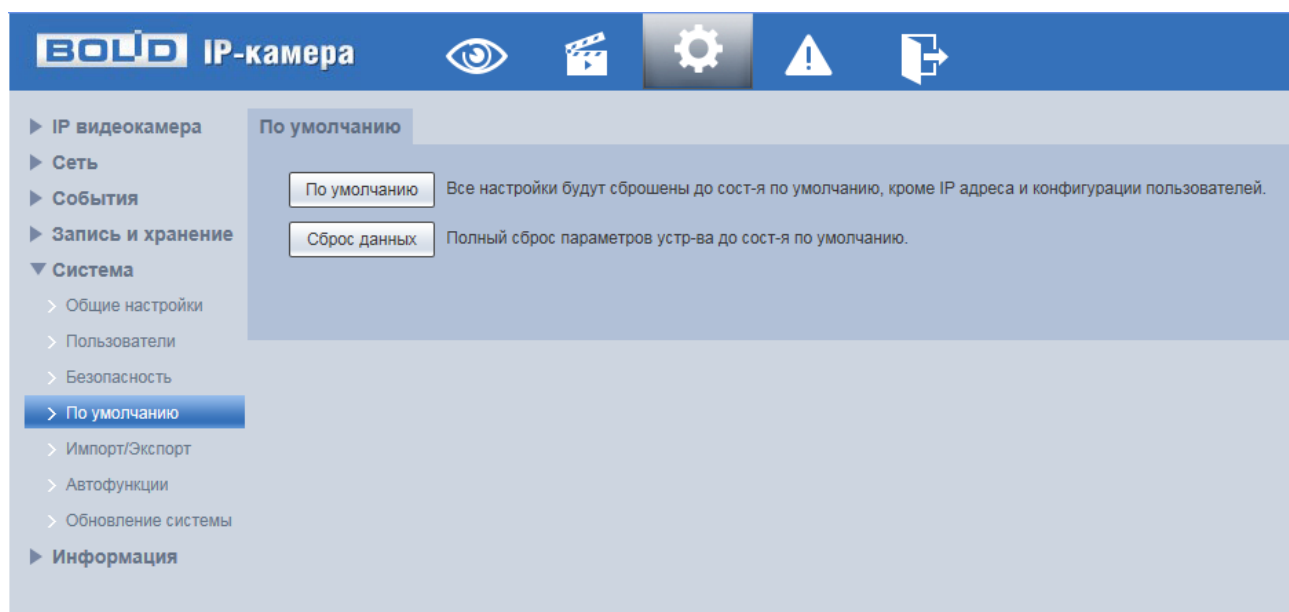 BOLID IP-камера
IP видеокамера
Сеть
События
Запись и хранение
Система
Общие настройки
Пользователи
Безопасность
По умолчанию
Импорт/Экспорт
Автофункции
Обновление системы
Информация
По умолчанию
По умолчанию Все настройки будут сброшены до сост-я по умолчанию, кроме IP адреса и конфигурации пользователей.
Сброс данных Полный сброс параметров устр-ва до сост-я по умолчанию.